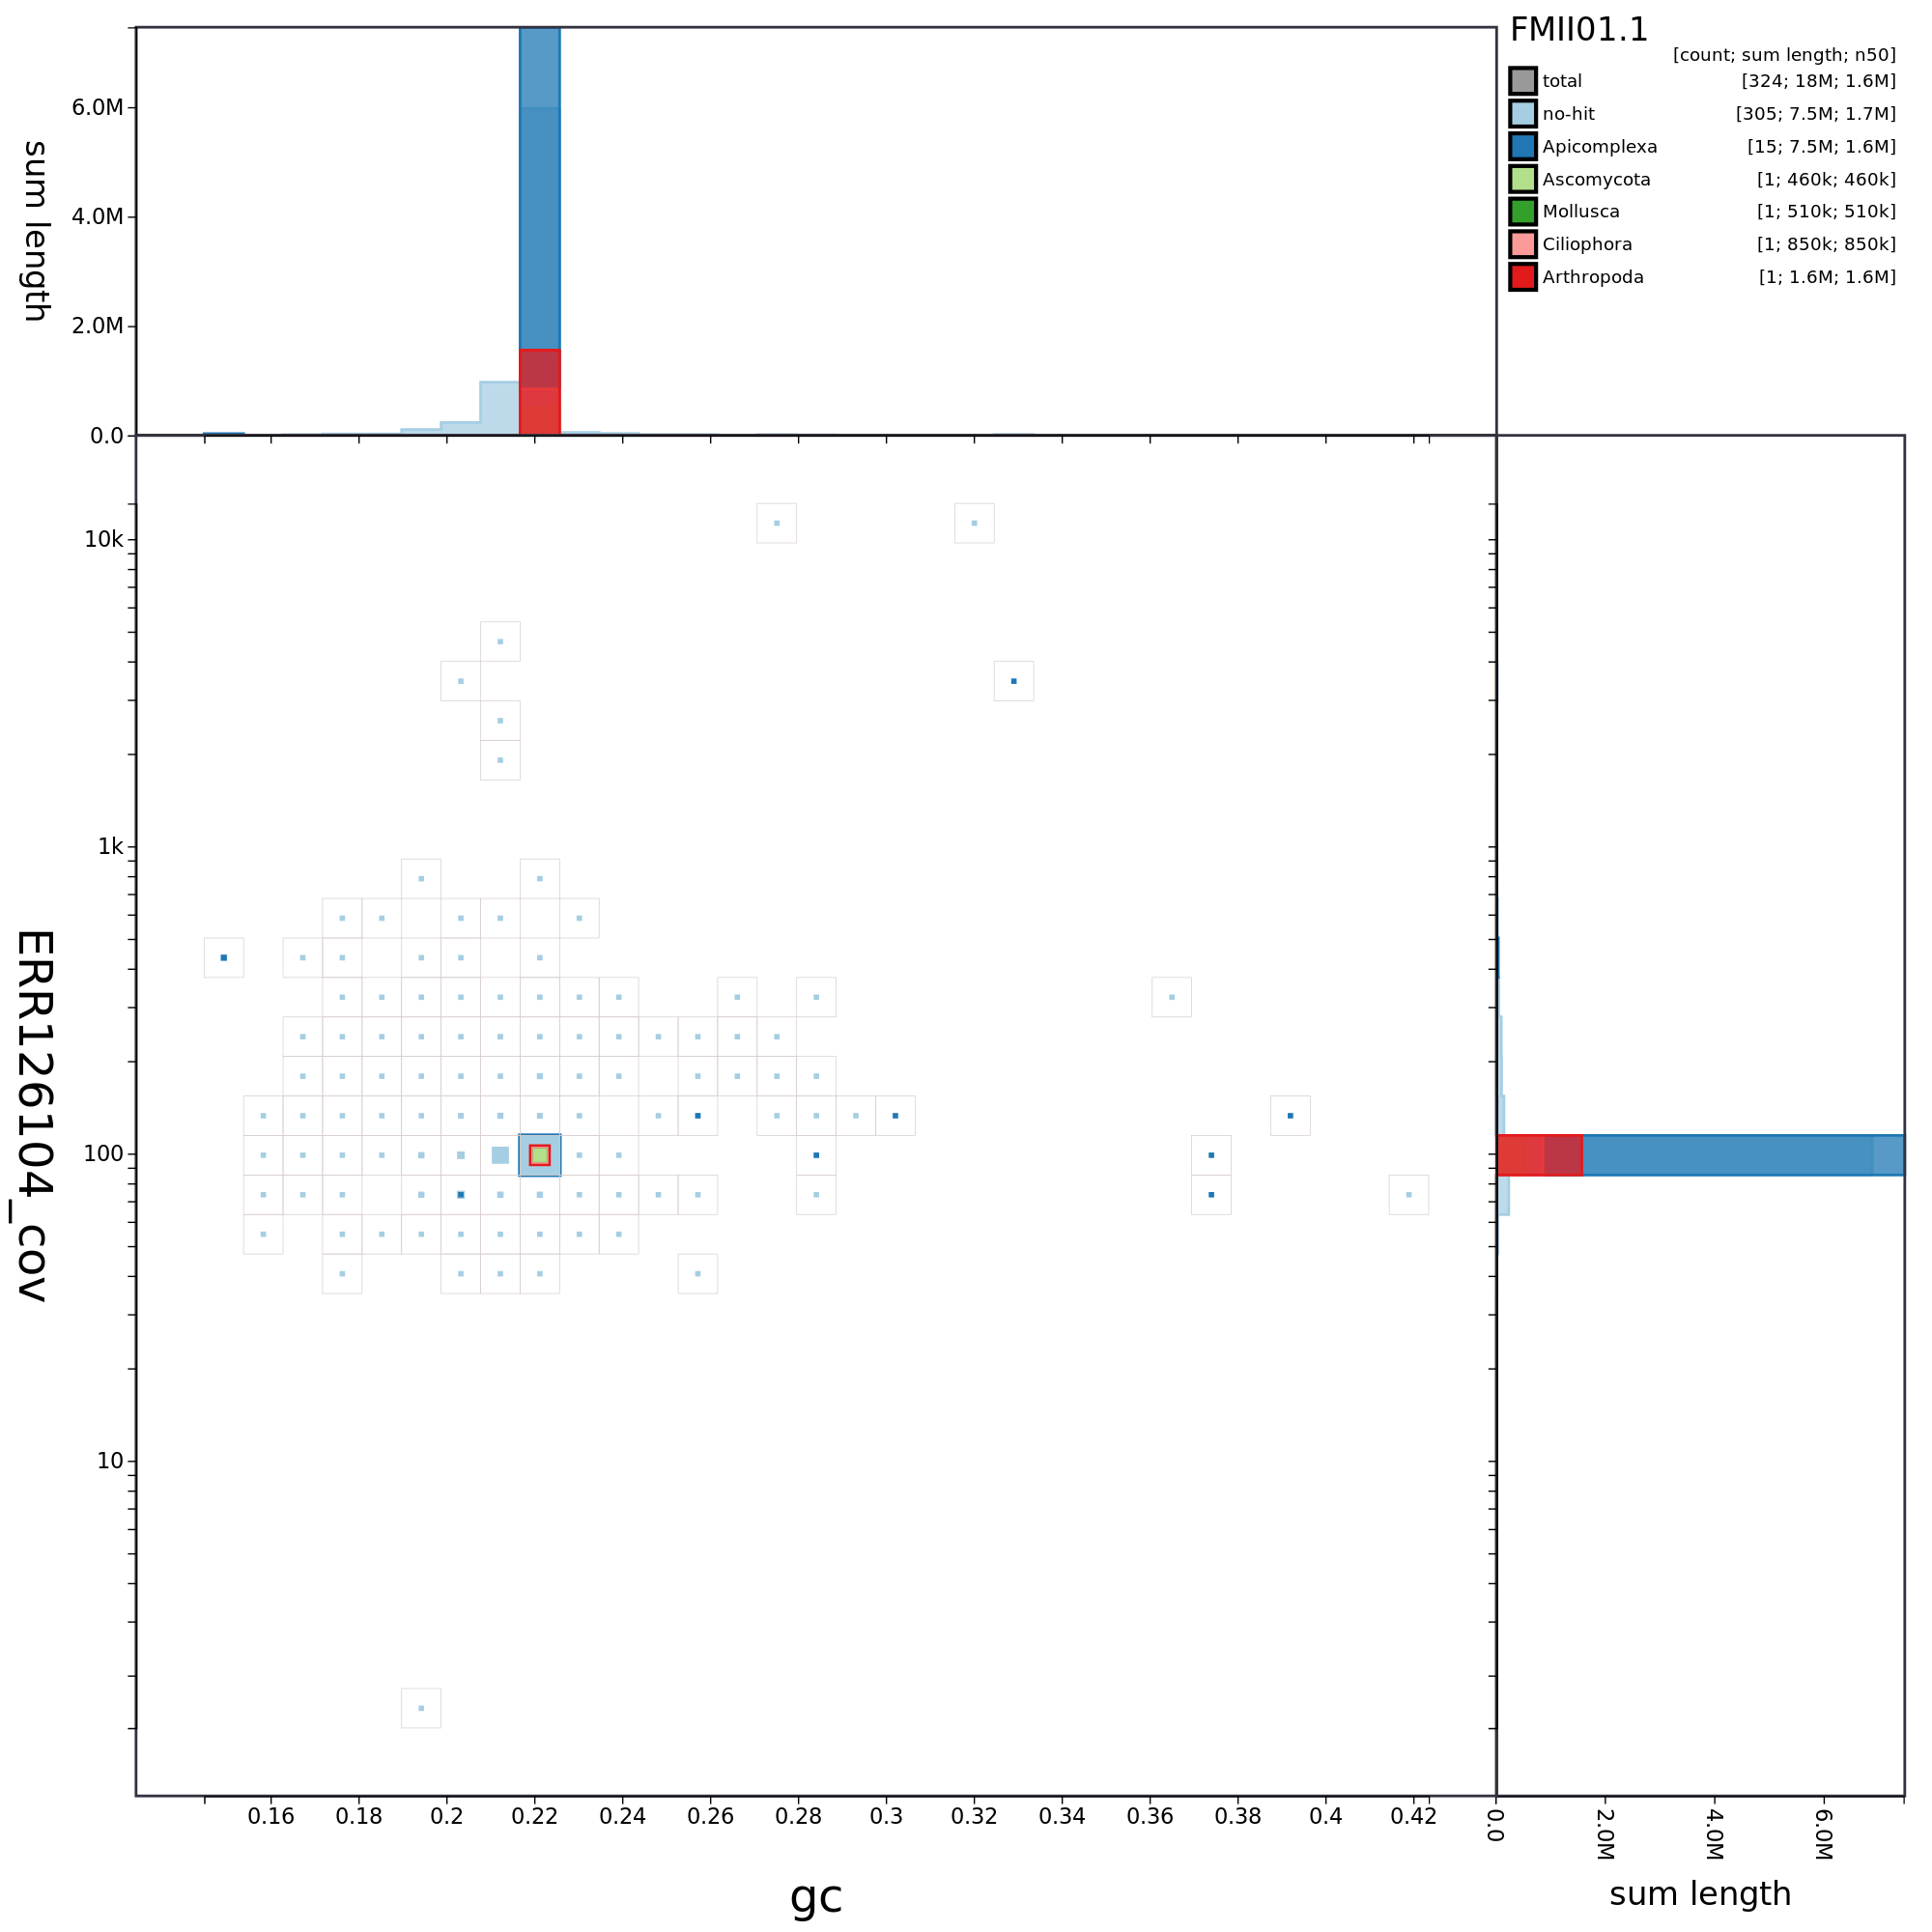 FMII01.1
[count; sum length; n50]
total [324; 18M; 1.6M]
no-hit [305; 7.5M; 1.7M]
Apicomplexa [15; 7.5M; 1.6M]
Ascomycota [1; 460k; 460k]
Mollusca [1; 510k; 510k]
Ciliophora [1; 850k; 850k]
Arthropoda [1; 1.6M; 1.6M]
sum length
6.0M
4.0M
2.0M
0.0
ERR126104_cov
10k
1k
100
10
0.16 0.18 0.2 0.22 0.24 0.26 0.28 0.3 0.32 0.34 0.36 0.38 0.4 0.42
gc
0.0 2.0M 4.0M 6.0M
sum length